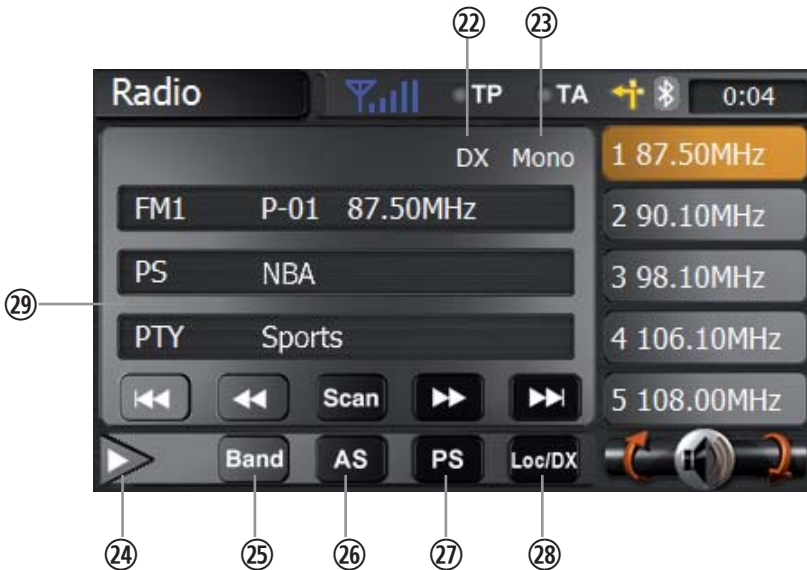 ㉒ ㉓
Radio TP TA 0:04
DX Mono
FM1 P-01 87.50MHz
PS NBA
PTY Sports
Scan
Band AS PS Loc/DX
1 87.50MHz
2 90.10MHz
3 98.10MHz
4 106.10MHz
5 108.00MHz
㉙
㉔ ㉕ ㉖ ㉗ ㉘